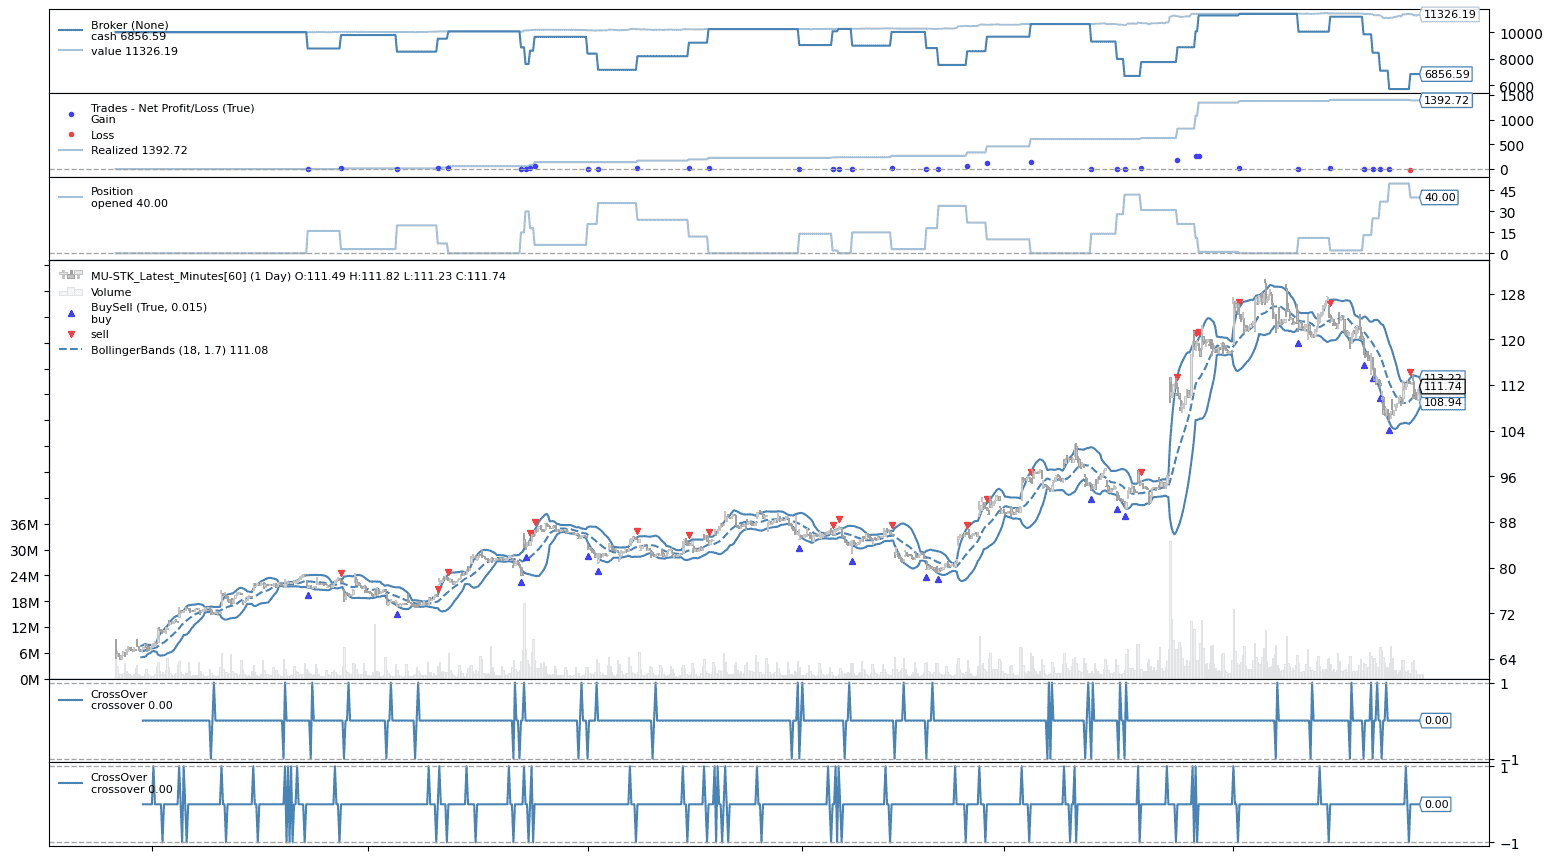 Broker (None)
cash 6856.59
value 11326.19
11326.19
10000
8000
6856.59
6000
Trades - Net Profit/Loss (True)
Gain
Loss
Realized 1392.72
1500
1392.72
1000
500
0
Position
opened 40.00
45
40.00
30
15
0
MU-STK_Latest_Minutes[60] (1 Day) O:111.49 H:111.82 L:111.23 C:111.74
Volume
BuySell (True, 0.015)
buy
sell
BollingerBands (18, 1.7) 111.08
128
120
113.22
112
111.74
108.94
104
96
88
80
72
64
36M
30M
24M
18M
12M
6M
0M
CrossOver
crossover 0.00
1
0.00
−1
CrossOver
crossover 0.00
1
0.00
−1